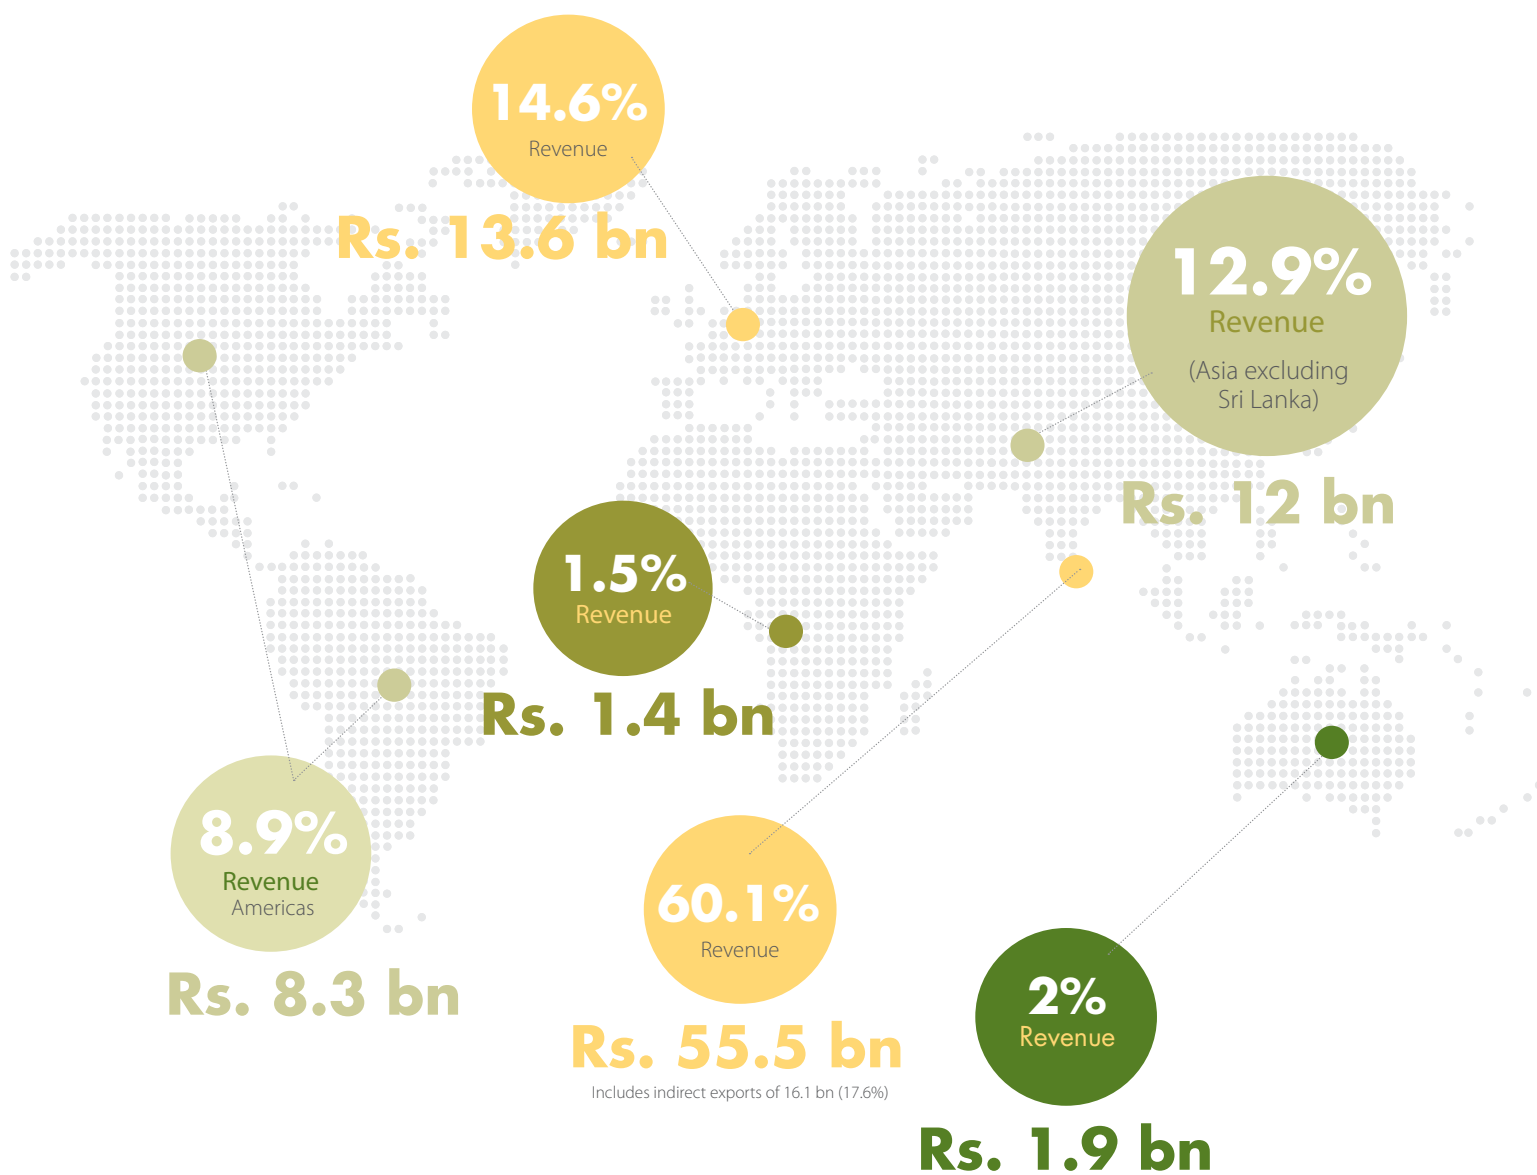 14.6%
Revenue
Rs. 13.6 bn
12.9%
Revenue
(Asia excluding
Sri Lanka)
Rs. 12 bn
1.5%
Revenue
Rs. 1.4 bn
8.9%
Revenue
Americas
Rs. 8.3 bn
60.1%
Revenue
Rs. 55.5 bn
Includes indirect exports of 16.1 bn (17.6%)
2%
Revenue
Rs. 1.9 bn